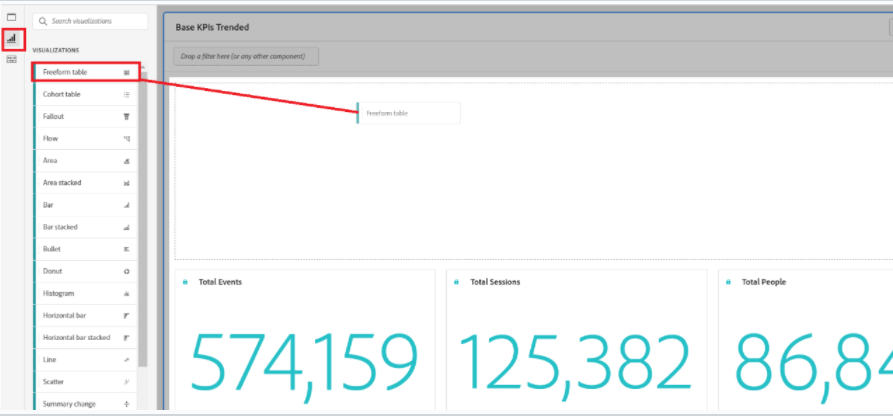 Search visualizations
VISUALIZATIONS
Freeform table
Cohort table
Fallout
Flow
Area
Area stacked
Bar
Bar stacked
Bullet
Donut
Histogram
Horizontal bar
Horizontal bar stacked
Line
Scatter
Summary change
Base KPIs Trended
Drop a filter here (or any other component)
Freeform table
Total Events
574,159
Total Sessions
125,382
Total People
86,84